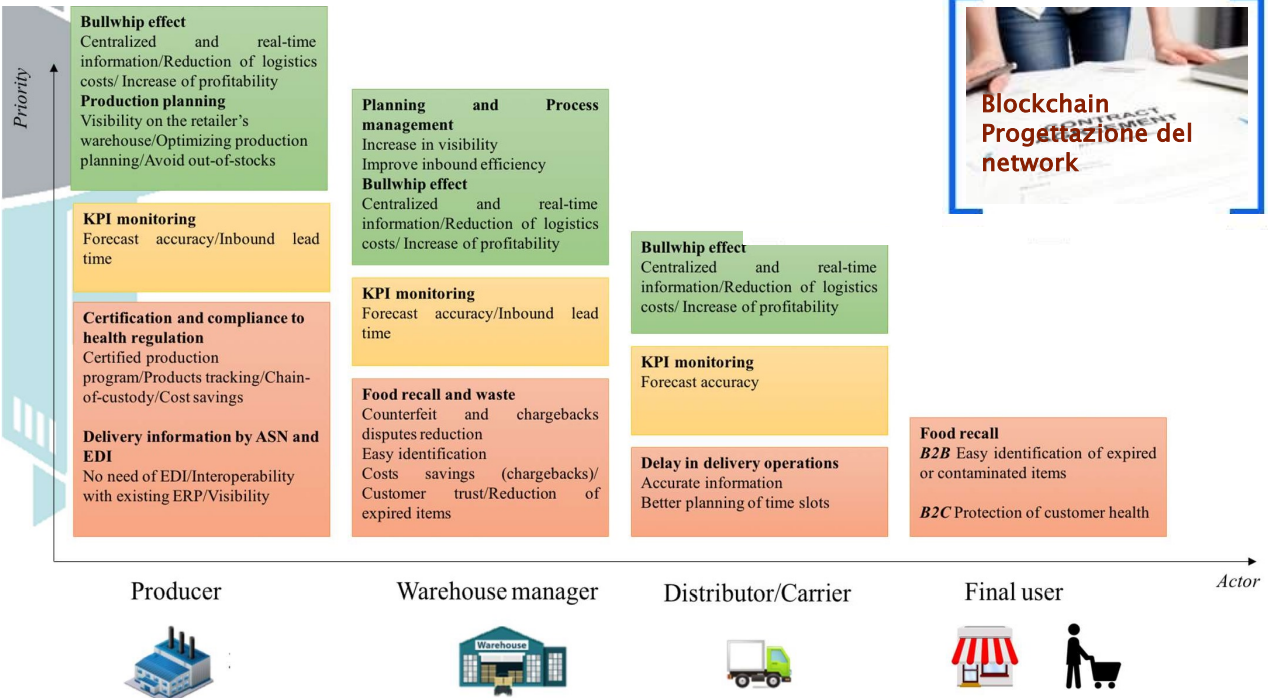 Priority
Bullwhip effect
Centralized and real-time
information/Reduction of logistics
costs/ Increase of profitability
Production planning
Visibility on the retailer's
warehouse/Optimizing production
planning/Avoid out-of-stocks
KPI monitoring
Forecast accuracy/Inbound lead
time
Certification and compliance to
health regulation
Certified production
program/Products tracking/Chain-
of-custody/Cost savings
Delivery information by ASN and
EDI
No need of EDI/Interoperability
with existing ERP/Visibility
Planning and Process
management
Increase in visibility
Improve inbound efficiency
Bullwhip effect
Centralized and real-time
information/Reduction of logistics
costs/ Increase of profitability
KPI monitoring
Forecast accuracy/Inbound lead
time
Food recall and waste
Counterfeit and chargebacks
disputes reduction
Easy identification
Costs savings (chargebacks)/
Customer trust/Reduction of
expired items
Bullwhip effect
Centralized and real-time
information/Reduction of logistics
costs/ Increase of profitability
KPI monitoring
Forecast accuracy
Delay in delivery operations
Accurate information
Better planning of time slots
Food recall
B2B Easy identification of expired
or contaminated items
B2C Protection of customer health
Blockchain
Progettazione del
network
CONTRACT
AGREEMENT
Actor
Producer
Warehouse manager
Distributor/Carrier
Final user
Warehouse